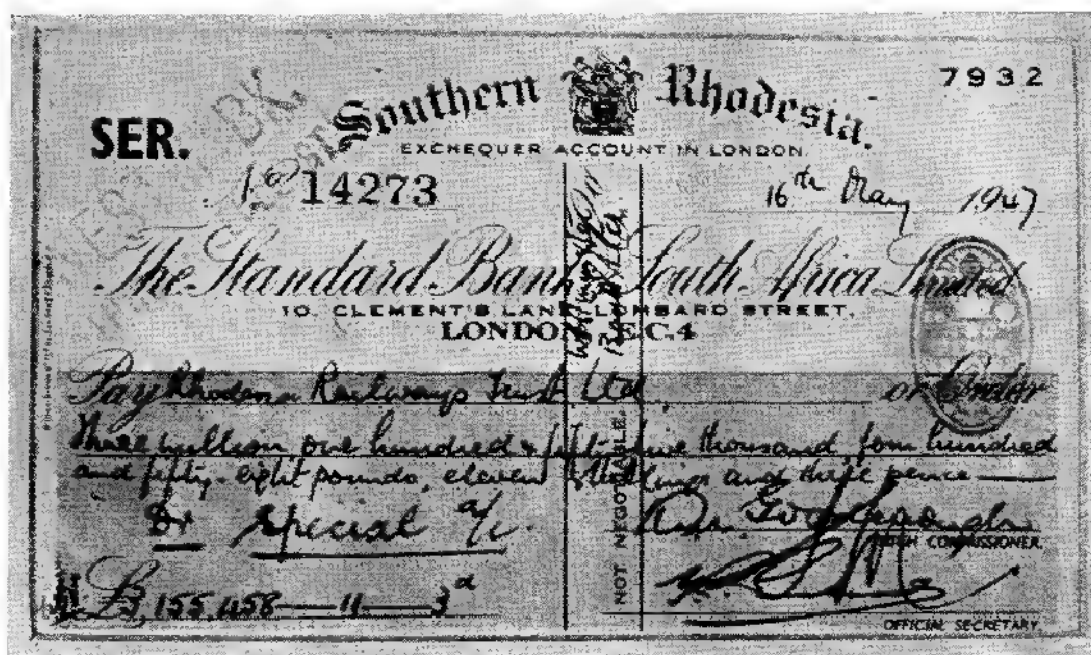 7932
Southern Rhodesia.
SER.
EXCHEQUER ACCOUNT IN LONDON.
14273
16th May 1947
The Standard Bank South Africa Limited
10, CLEMENT'S LANE, LOMBARD STREET,
LONDON E.C.4
Pay Rhodesia Railways Trust Ltd or Order
Three million one hundred & fifty-five thousand, four hundred
and fifty-eight pounds, eleven shillings and three pence
Dr Special a/c
NOT NEGOTIABLE
HIGH COMMISSIONER.
£3,155,458 — 11 — 3d
OFFICIAL SECRETARY